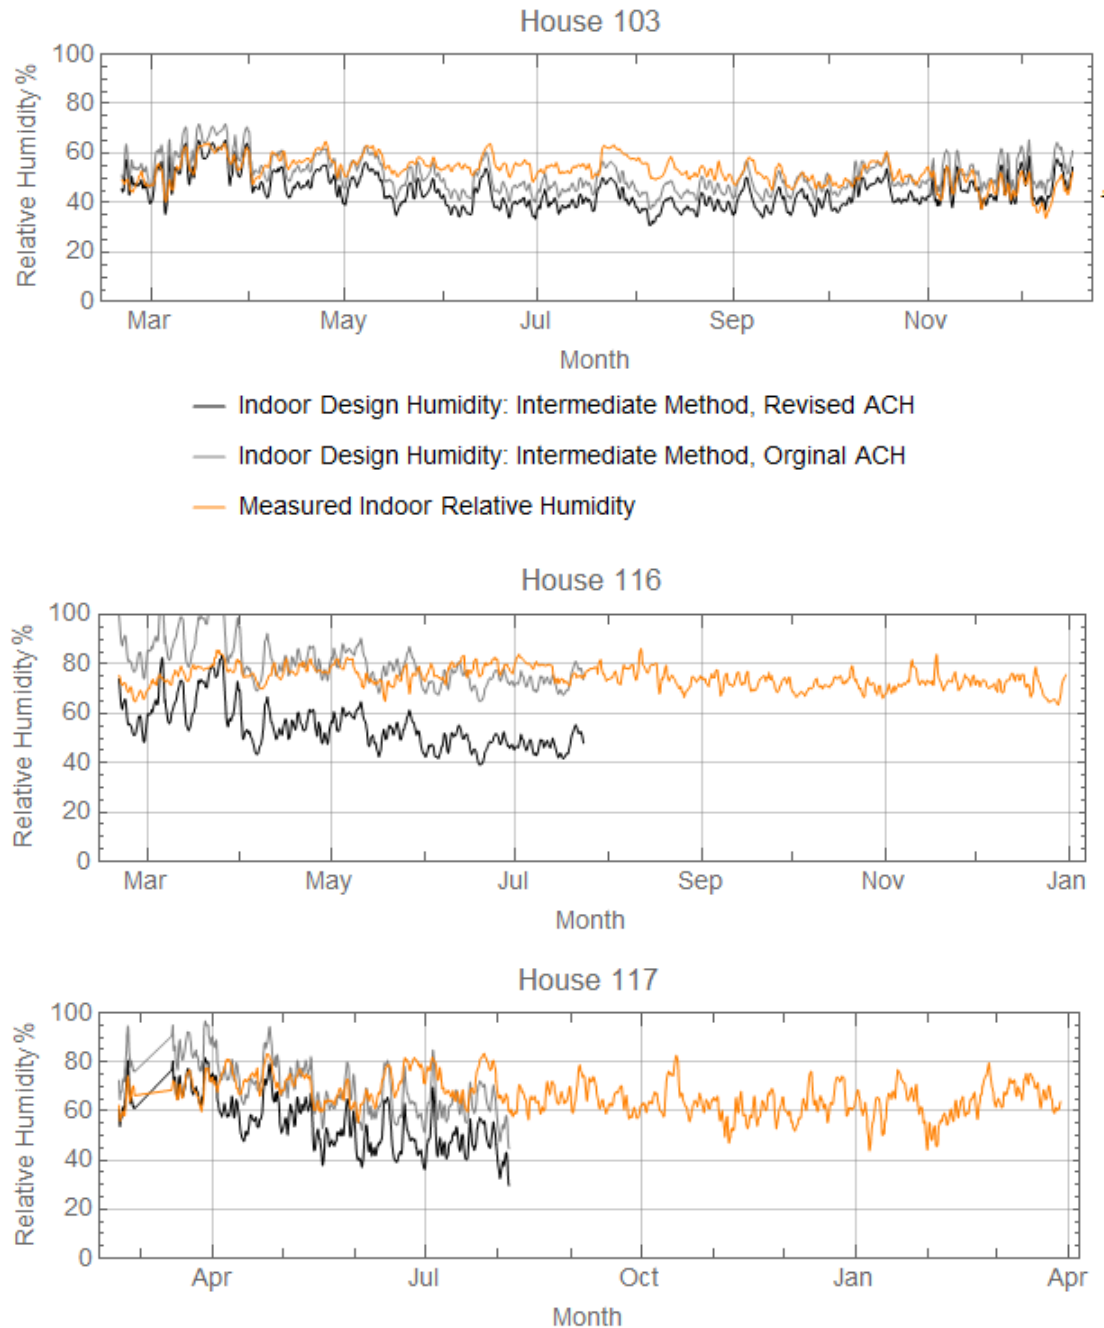 House 103
100
80
60
40
20
0
Relative Humidity %
Mar May Jul Sep Nov
Month
Indoor Design Humidity: Intermediate Method, Revised ACH
Indoor Design Humidity: Intermediate Method, Orginal ACH
Measured Indoor Relative Humidity
House 116
100
80
60
40
20
0
Relative Humidity %
Mar May Jul Sep Nov Jan
Month
House 117
100
80
60
40
20
0
Relative Humidity %
Apr Jul Oct Jan Apr
Month